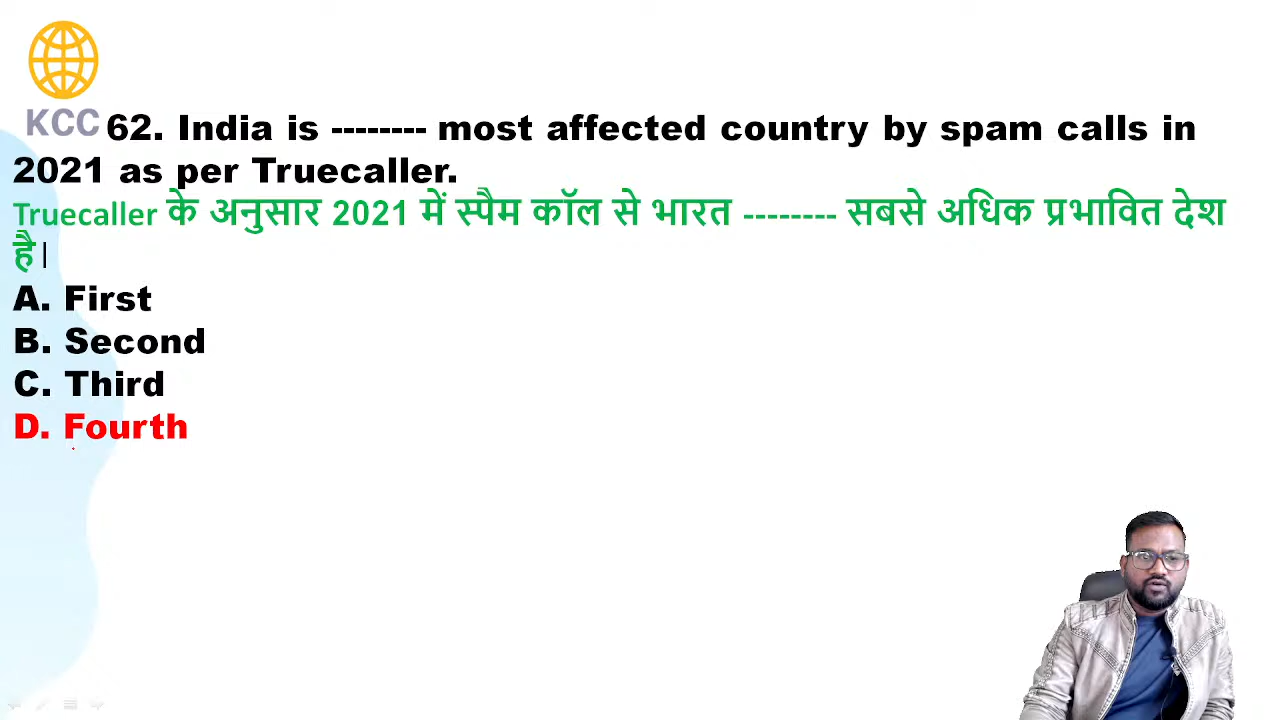 KCC
62. India is -------- most affected country by spam calls in
2021 as per Truecaller.
Truecaller के अनुसार 2021 में स्पैम कॉल से भारत -------- सबसे अधिक प्रभावित देश
है।
A. First
B. Second
C. Third
D. Fourth